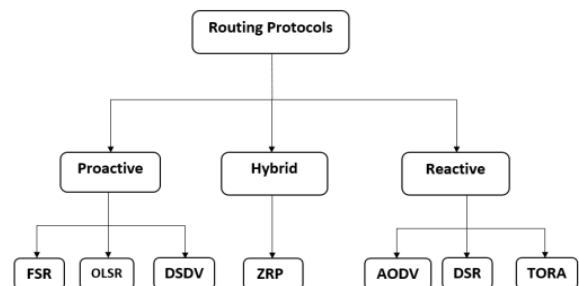 Routing Protocols
Proactive
Hybrid
Reactive
FSR
OLSR
DSDV
ZRP
AODV
DSR
TORA